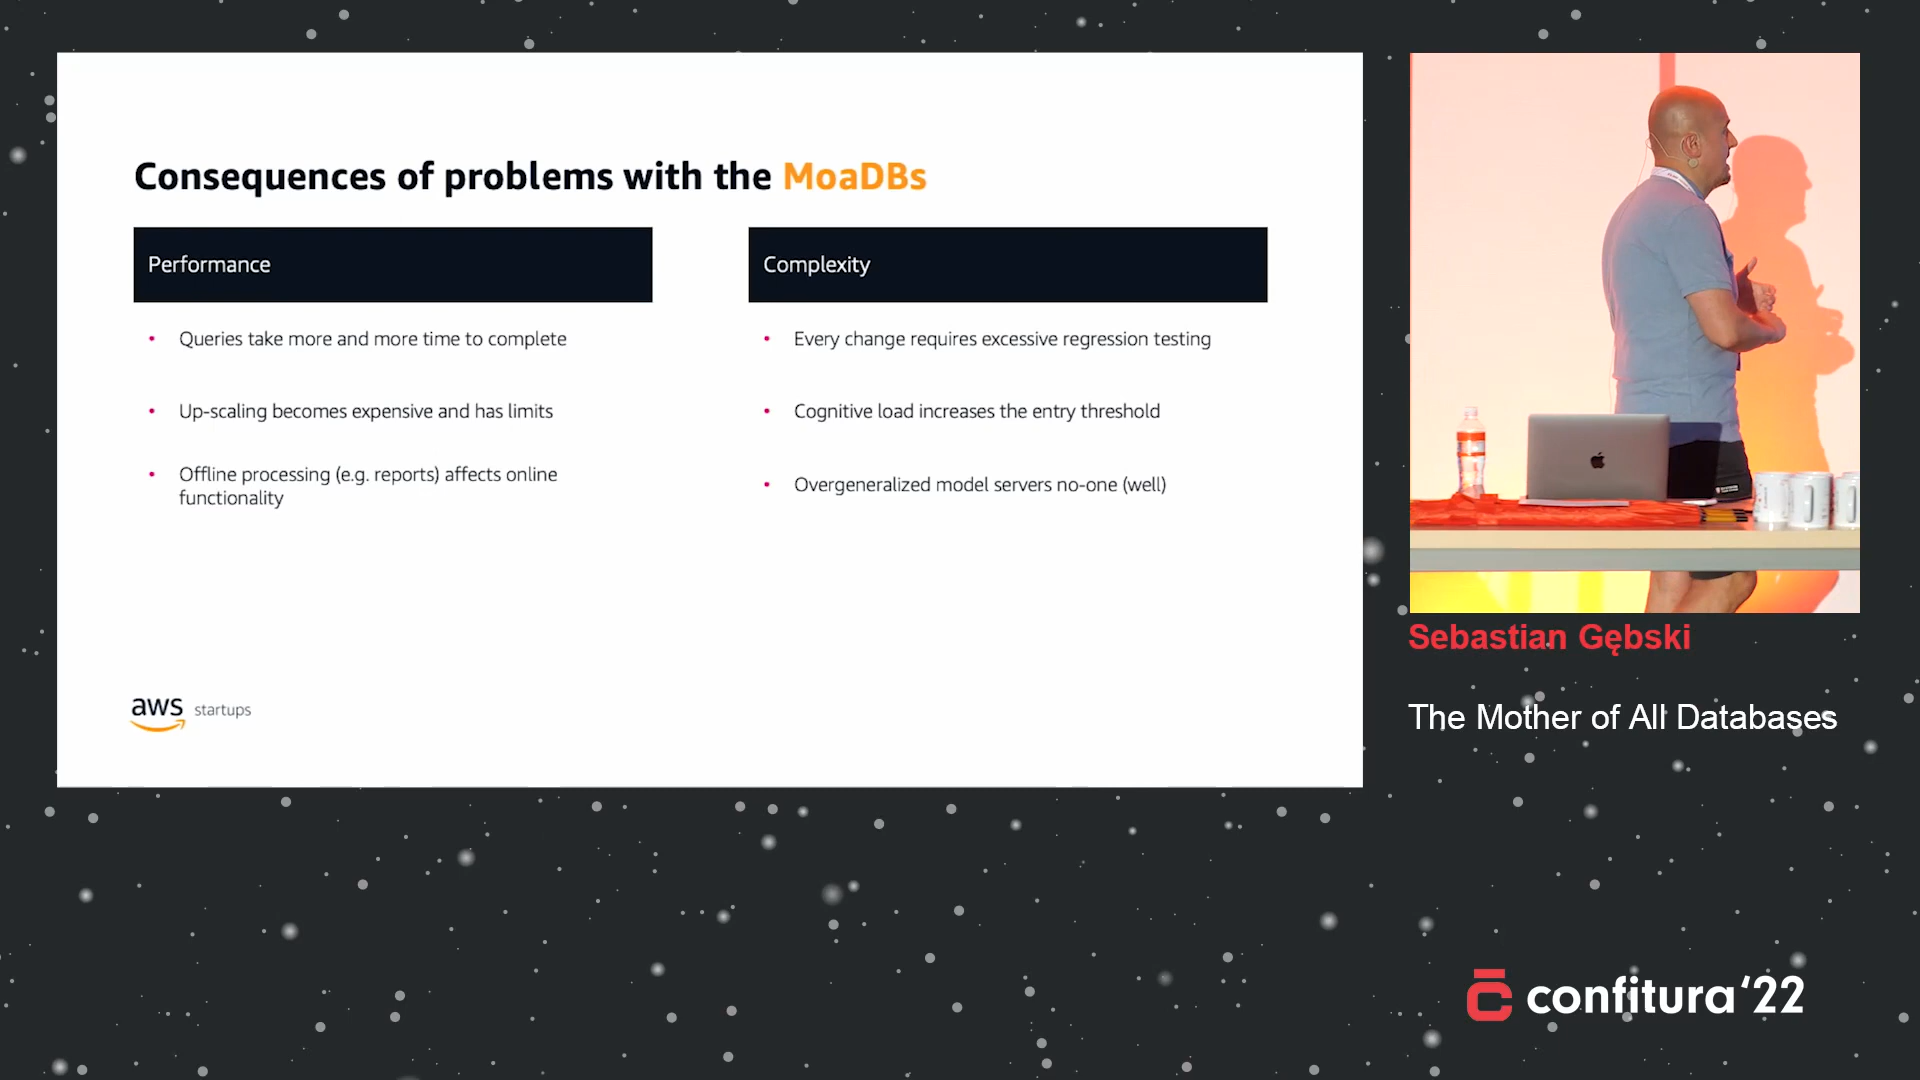 Consequences of problems with the MoaDBs
Performance
Queries take more and more time to complete
Up-scaling becomes expensive and has limits
Offline processing (e.g. reports) affects online
functionality
Complexity
Every change requires excessive regression testing
Cognitive load increases the entry threshold
Overgeneralized model servers no-one (well)
aws startups
Sebastian Gębski
The Mother of All Databases
confitura ‘22